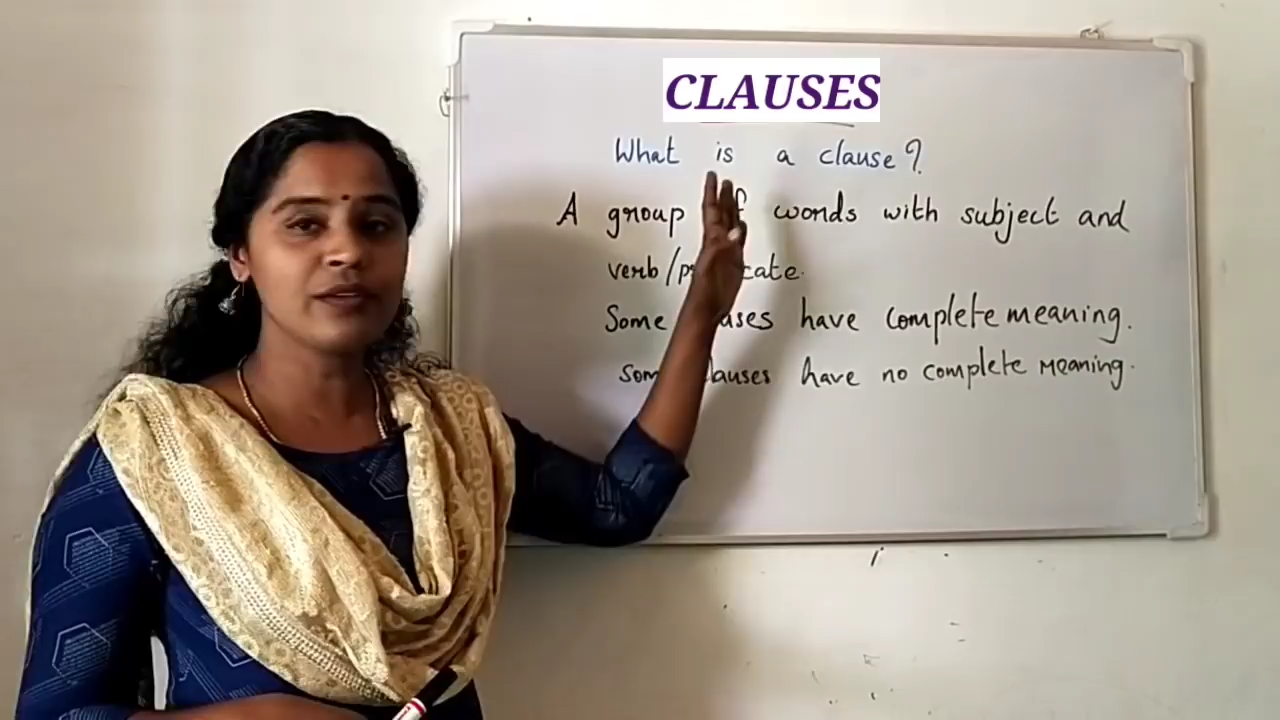 CLAUSES
What is a clause?
A group words with subject and
verb/
Some have complete meaning.
have no complete meaning.